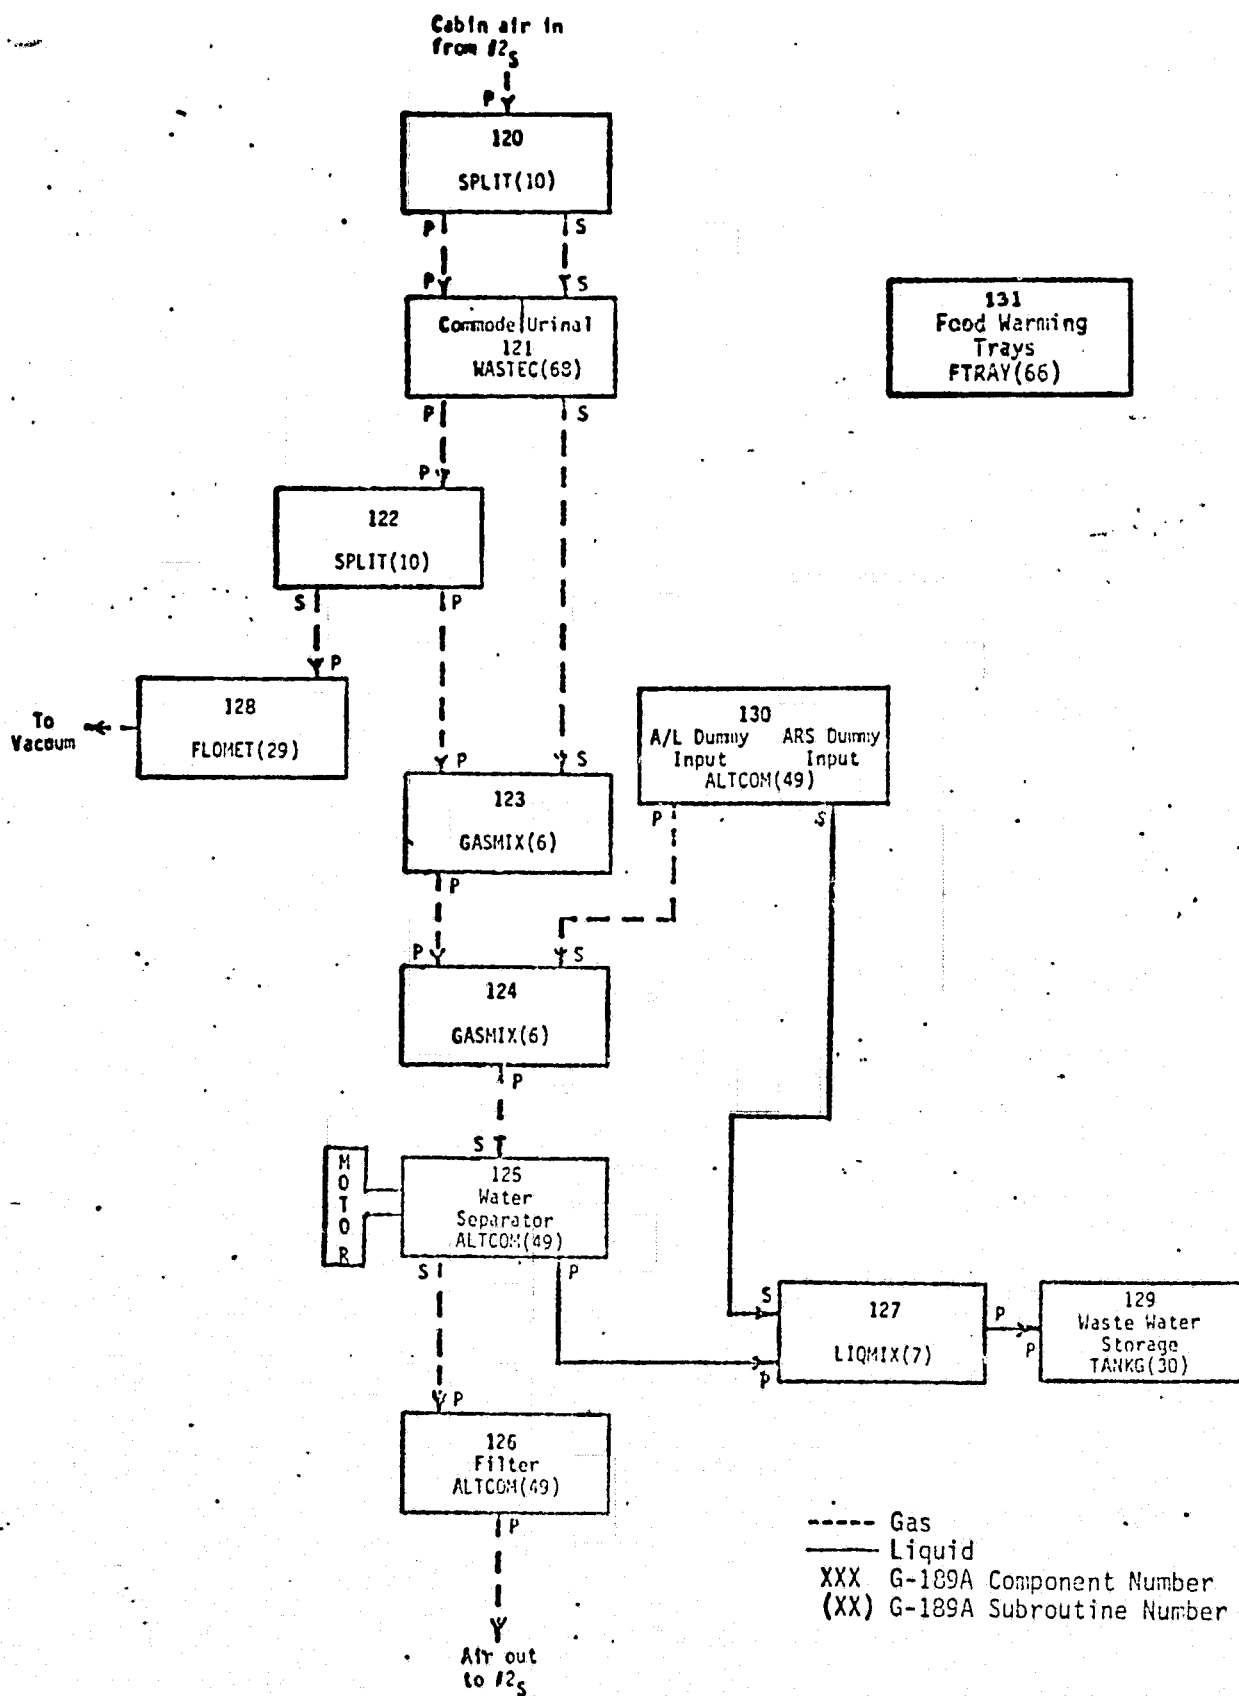 Cabin air in
from #2S
P
120
SPLIT(10)
P S
P S
Commode Urinal
121
WASTEC(68)
P S
131
Food Warming
Trays
FTRAY(66)
P
122
SPLIT(10)
S P
P
128
FLOMET(29)
To
Vacuum
130
A/L Dummy ARS Dummy
Input Input
ALTCOM(49)
P S
P S
123
GASMIX(6)
P
P S
124
GASMIX(6)
P
S
MOTOR
125
Water
Separator
ALTCOM(49)
S P
S
P
127
LIQMIX(7)
P
P
129
Waste Water
Storage
TANKG(30)
P
126
Filter
ALTCOM(49)
P
Air out
to #2S
Gas
Liquid
XXX G-189A Component Number
(XX) G-189A Subroutine Number